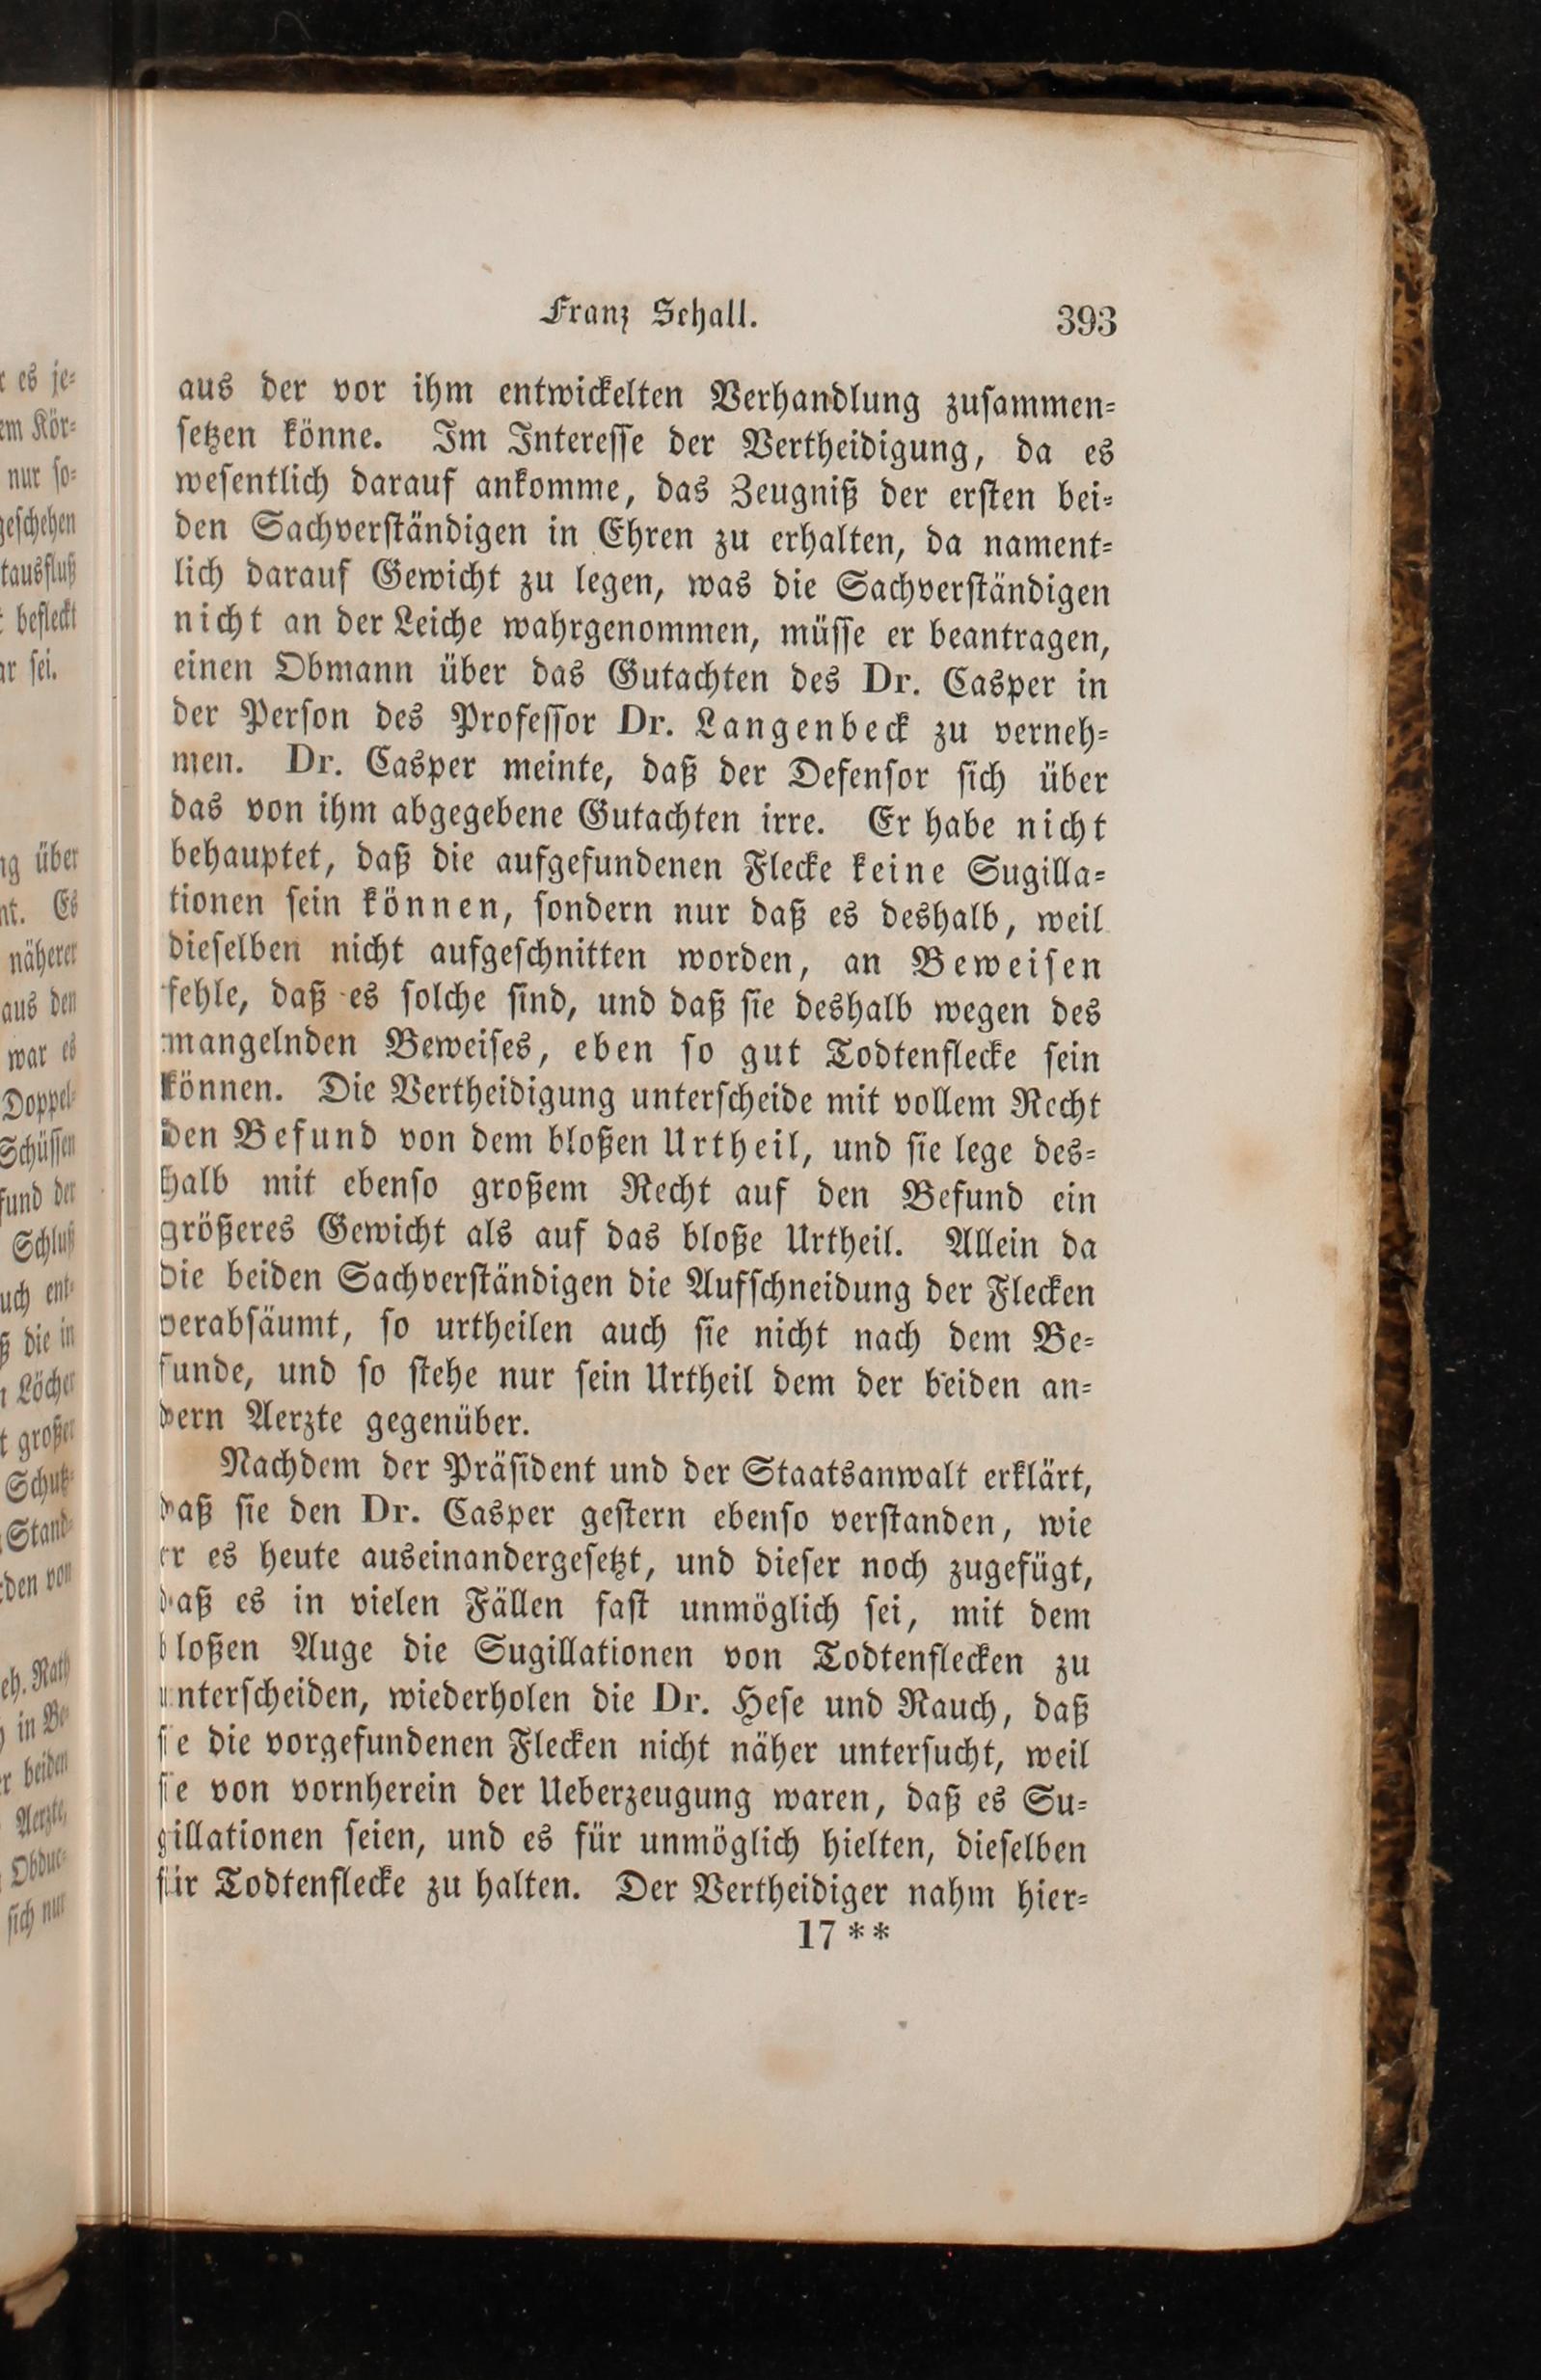 Franz Schall. 393
aus der vor ihm entwickelten Verhandlung zusammen-
setzen könne. Im Interesse der Vertheidigung, da es
wesentlich darauf ankomme, das Zeugniß der ersten bei-
den Sachverständigen in Ehren zu erhalten, da nament-
lich darauf Gewicht zu legen, was die Sachverständigen
nicht an der Leiche wahrgenommen, müsse er beantragen,
einen Obmann über das Gutachten des Dr. Casper in
der Person des Professor Dr. Langenbeck zu verneh-
men. Dr. Casper meinte, daß der Defensor sich über
das von ihm abgegebene Gutachten irre. Er habe nicht
behauptet, daß die aufgefundenen Flecke keine Sugilla-
tionen sein können, sondern nur daß es deshalb, weil
dieselben nicht aufgeschnitten worden, an Beweisen
fehle, daß es solche sind, und daß sie deshalb wegen des
mangelnden Beweises, eben so gut Todtenflecke sein
können. Die Vertheidigung unterscheide mit vollem Recht
den Befund von dem bloßen Urtheil, und sie lege des-
halb mit ebenso großem Recht auf den Befund ein
größeres Gewicht als auf das bloße Urtheil. Allein da
die beiden Sachverständigen die Aufschneidung der Flecken
verabsäumt, so urtheilen auch sie nicht nach dem Be-
funde, und so stehe nur sein Urtheil dem der beiden an-
dern Aerzte gegenüber.
Nachdem der Präsident und der Staatsanwalt erklärt,
daß sie den Dr. Casper gestern ebenso verstanden, wie
er es heute auseinandergesetzt, und dieser noch zugefügt,
daß es in vielen Fällen fast unmöglich sei, mit dem
bloßen Auge die Sugillationen von Todtenflecken zu
unterscheiden, wiederholen die Dr. Hese und Rauch, daß
sie die vorgefundenen Flecken nicht näher untersucht, weil
sie von vornherein der Ueberzeugung waren, daß es Su-
gillationen seien, und es für unmöglich hielten, dieselben
für Todtenflecke zu halten. Der Vertheidiger nahm hier-
17**